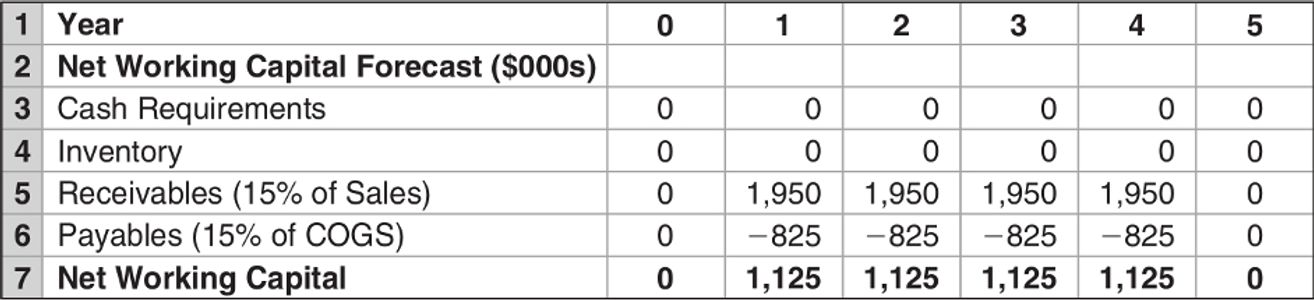 1 Year 0 1 2 3 4 5
2 Net Working Capital Forecast ($000s)
3 Cash Requirements 0 0 0 0 0 0
4 Inventory 0 0 0 0 0 0
5 Receivables (15% of Sales) 0 1,950 1,950 1,950 1,950 0
6 Payables (15% of COGS) 0 −825 −825 −825 −825 0
7 Net Working Capital 0 1,125 1,125 1,125 1,125 0